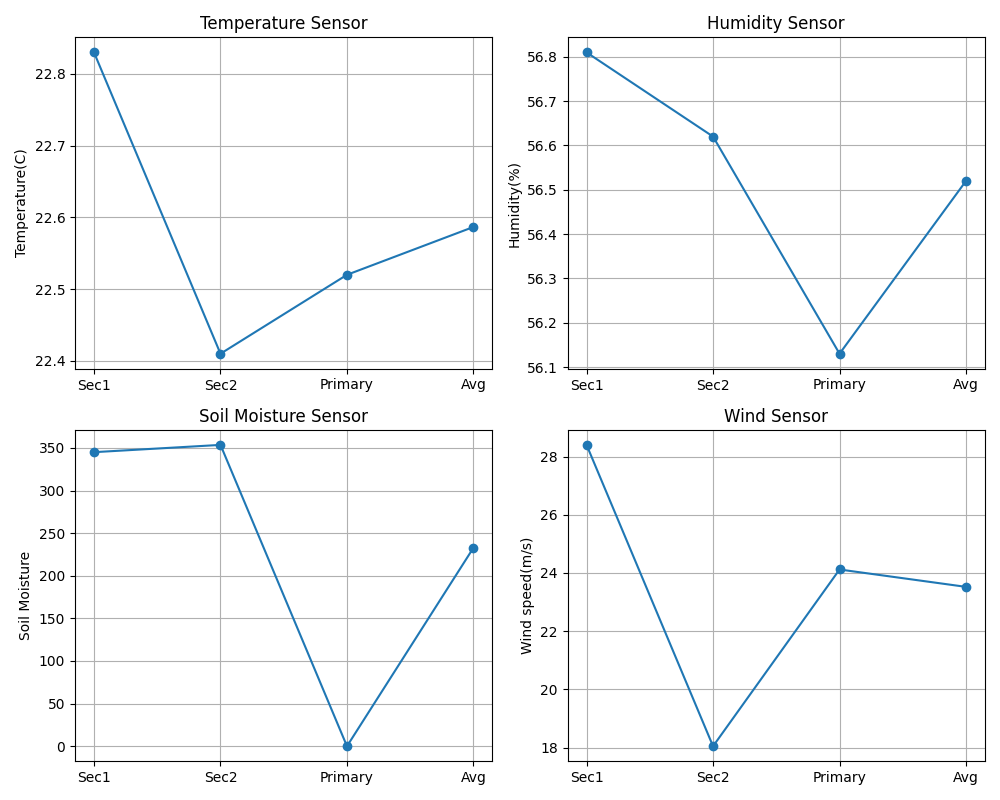 Temperature Sensor
Temperature(C)
22.8
22.7
22.6
22.5
22.4
Sec1 Sec2 Primary Avg
Humidity Sensor
Humidity(%)
56.8
56.7
56.6
56.5
56.4
56.3
56.2
56.1
Sec1 Sec2 Primary Avg
Soil Moisture Sensor
Soil Moisture
350
300
250
200
150
100
50
0
Sec1 Sec2 Primary Avg
Wind Sensor
Wind speed(m/s)
28
26
24
22
20
18
Sec1 Sec2 Primary Avg